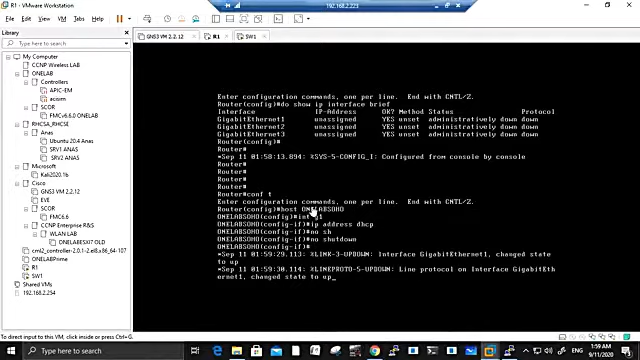 R1 - VMware Workstation
192.168.2.223
File Edit View VM Tabs Help
Library
Type here to search
My Computer
CCNP Wireless LAB
ONELAB
Controllers
APIC-EM
acisim
SCOR
FMCv6.6.0 ONELAB
RHCSA_RHCSE
Anas
Ubuntu 20.4 Anas
SRV1 ANAS
SRV2 ANAS
Microsoft
Kali2020.1b
Cisco
GNS3 VM 2.2.12
EVE
SCOR
FMC6.6
CCNP Enterprise R&S
WLAN LAB
ONELABESXI7 OLD
cml2_controller-2.0.1-2.el8.x86_64-107
ONELABPrime
R1
SW1
Shared VMs
192.168.2.254
GNS3 VM 2.2.12
R1
SW1
Enter configuration commands, one per line. End with CNTL/Z.
Router(config)#do show ip interface brief
Interface IP-Address OK? Method Status Protocol
GigabitEthernet1 unassigned YES unset administratively down down
GigabitEthernet2 unassigned YES unset administratively down down
GigabitEthernet3 unassigned YES unset administratively down down
Router(config)#
Router#
*Sep 11 01:58:13.894: %SYS-5-CONFIG_I: Configured from console by console
Router#
Router#
Router#
Router#conf t
Enter configuration commands, one per line. End with CNTL/Z.
Router(config)#host ONELABSOHO
ONELABSOHO(config)#int g1
ONELABSOHO(config-if)#ip address dhcp
ONELABSOHO(config-if)#no sh
ONELABSOHO(config-if)#no shutdown
ONELABSOHO(config-if)#
*Sep 11 01:59:29.113: %LINK-3-UPDOWN: Interface GigabitEthernet1, changed state
to up
*Sep 11 01:59:30.114: %LINEPROTO-5-UPDOWN: Line protocol on Interface GigabitEth
ernet1, changed state to up
To direct input to this VM, click inside or press Ctrl+G.
Type here to search
1:59 AM
9/11/2020